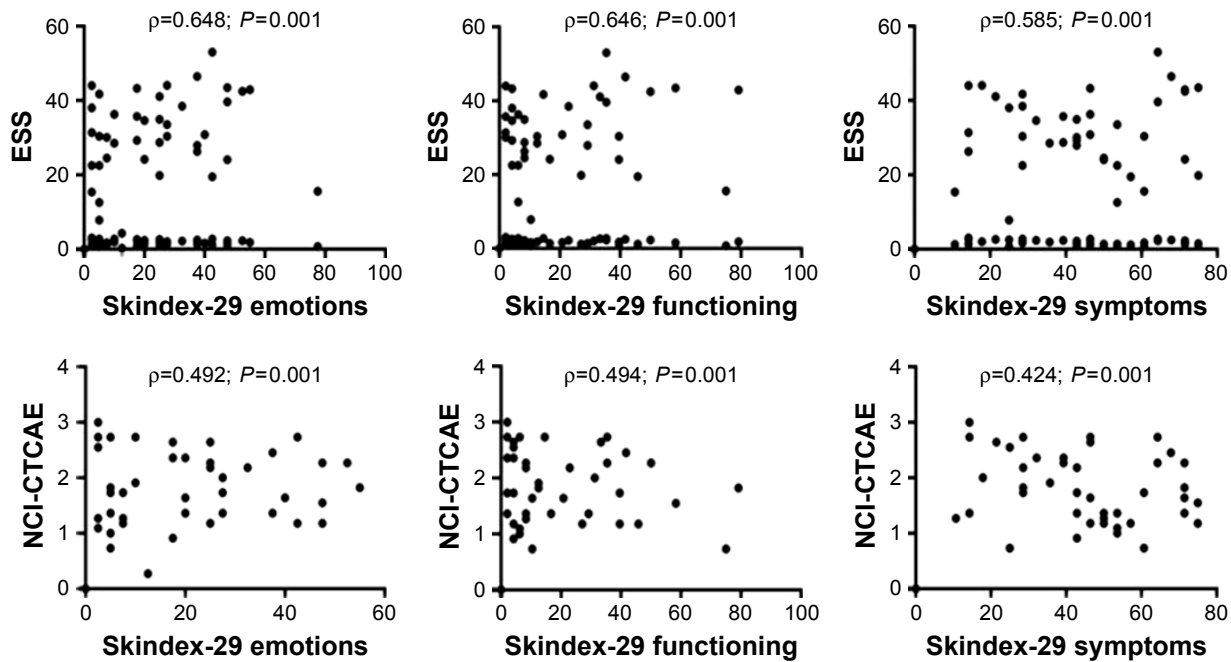 ρ=0.648; P=0.001
60
40
20
0
ESS
0 20 40 60 80 100
Skindex-29 emotions
ρ=0.646; P=0.001
60
40
20
0
ESS
0 20 40 60 80 100
Skindex-29 functioning
ρ=0.585; P=0.001
60
40
20
0
ESS
0 20 40 60 80
Skindex-29 symptoms
ρ=0.492; P=0.001
4
3
2
1
0
NCI-CTCAE
0 20 40 60
Skindex-29 emotions
ρ=0.494; P=0.001
4
3
2
1
0
NCI-CTCAE
0 20 40 60 80 100
Skindex-29 functioning
ρ=0.424; P=0.001
4
3
2
1
0
NCI-CTCAE
0 20 40 60 80
Skindex-29 symptoms